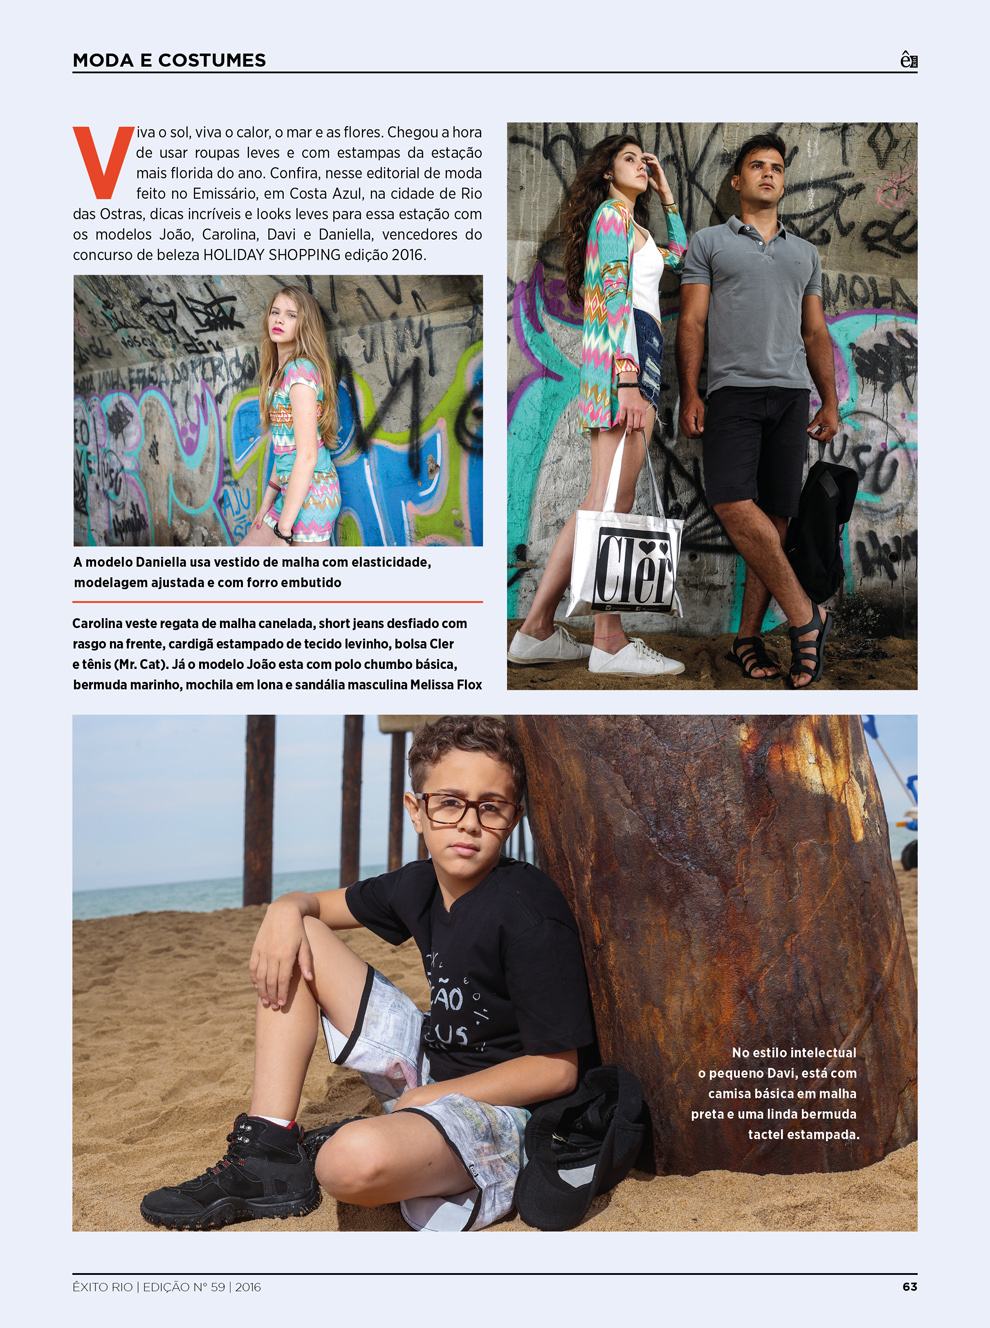 MODA E COSTUMES
Viva o sol, viva o calor, o mar e as flores. Chegou a hora
de usar roupas leves e com estampas da estação
mais florida do ano. Confira, nesse editorial de moda
feito no Emissário, em Costa Azul, na cidade de Rio
das Ostras, dicas incríveis e looks leves para essa estação com
os modelos João, Carolina, Davi e Daniella, vencedores do
concurso de beleza HOLIDAY SHOPPING edição 2016.
A modelo Daniella usa vestido de malha com elasticidade,
modelagem ajustada e com forro embutido
Carolina veste regata de malha canelada, short jeans desfiado com
rasgo na frente, cardigã estampado de tecido levinho, bolsa Cler
e tênis (Mr. Cat). Já o modelo João esta com polo chumbo básica,
bermuda marinho, mochila em lona e sandália masculina Melissa Flox
MOLA
Cler
No estilo intelectual
o pequeno Davi, está com
camisa básica em malha
preta e uma linda bermuda
tactel estampada.
ÊXITO RIO | EDIÇÃO N° 59 | 2016
63